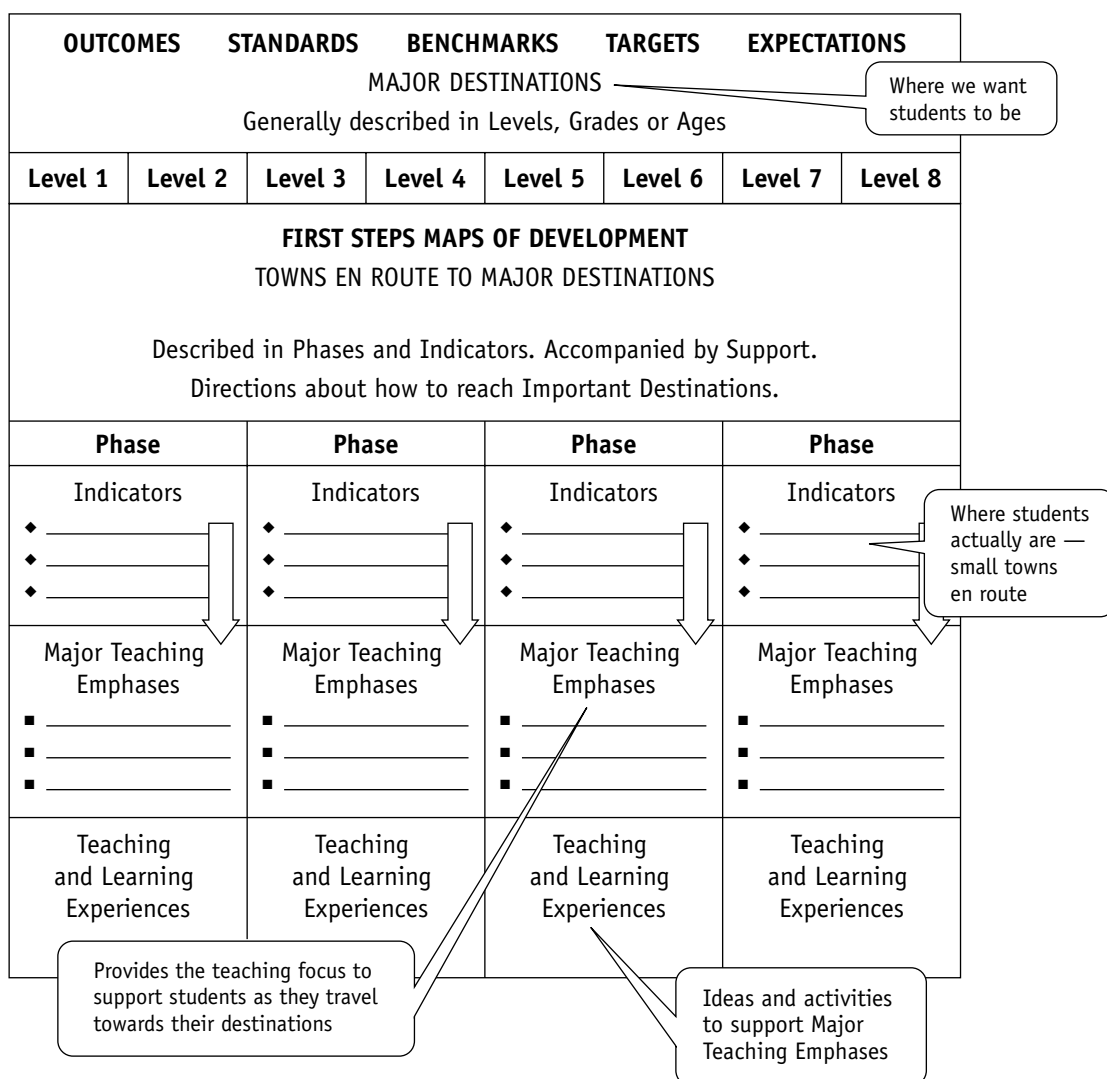 OUTCOMES STANDARDS BENCHMARKS TARGETS EXPECTATIONS
MAJOR DESTINATIONS
Where we want
students to be
Generally described in Levels, Grades or Ages
Level 1 Level 2 Level 3 Level 4 Level 5 Level 6 Level 7 Level 8
FIRST STEPS MAPS OF DEVELOPMENT
TOWNS EN ROUTE TO MAJOR DESTINATIONS
Described in Phases and Indicators. Accompanied by Support.
Directions about how to reach Important Destinations.
Phase Phase Phase Phase
Indicators Indicators Indicators Indicators
Where students
actually are —
small towns
en route
Major Teaching
Emphases
Major Teaching
Emphases
Major Teaching
Emphases
Major Teaching
Emphases
Teaching
and Learning
Experiences
Teaching
and Learning
Experiences
Teaching
and Learning
Experiences
Teaching
and Learning
Experiences
Provides the teaching focus to
support students as they travel
towards their destinations
Ideas and activities
to support Major
Teaching Emphases